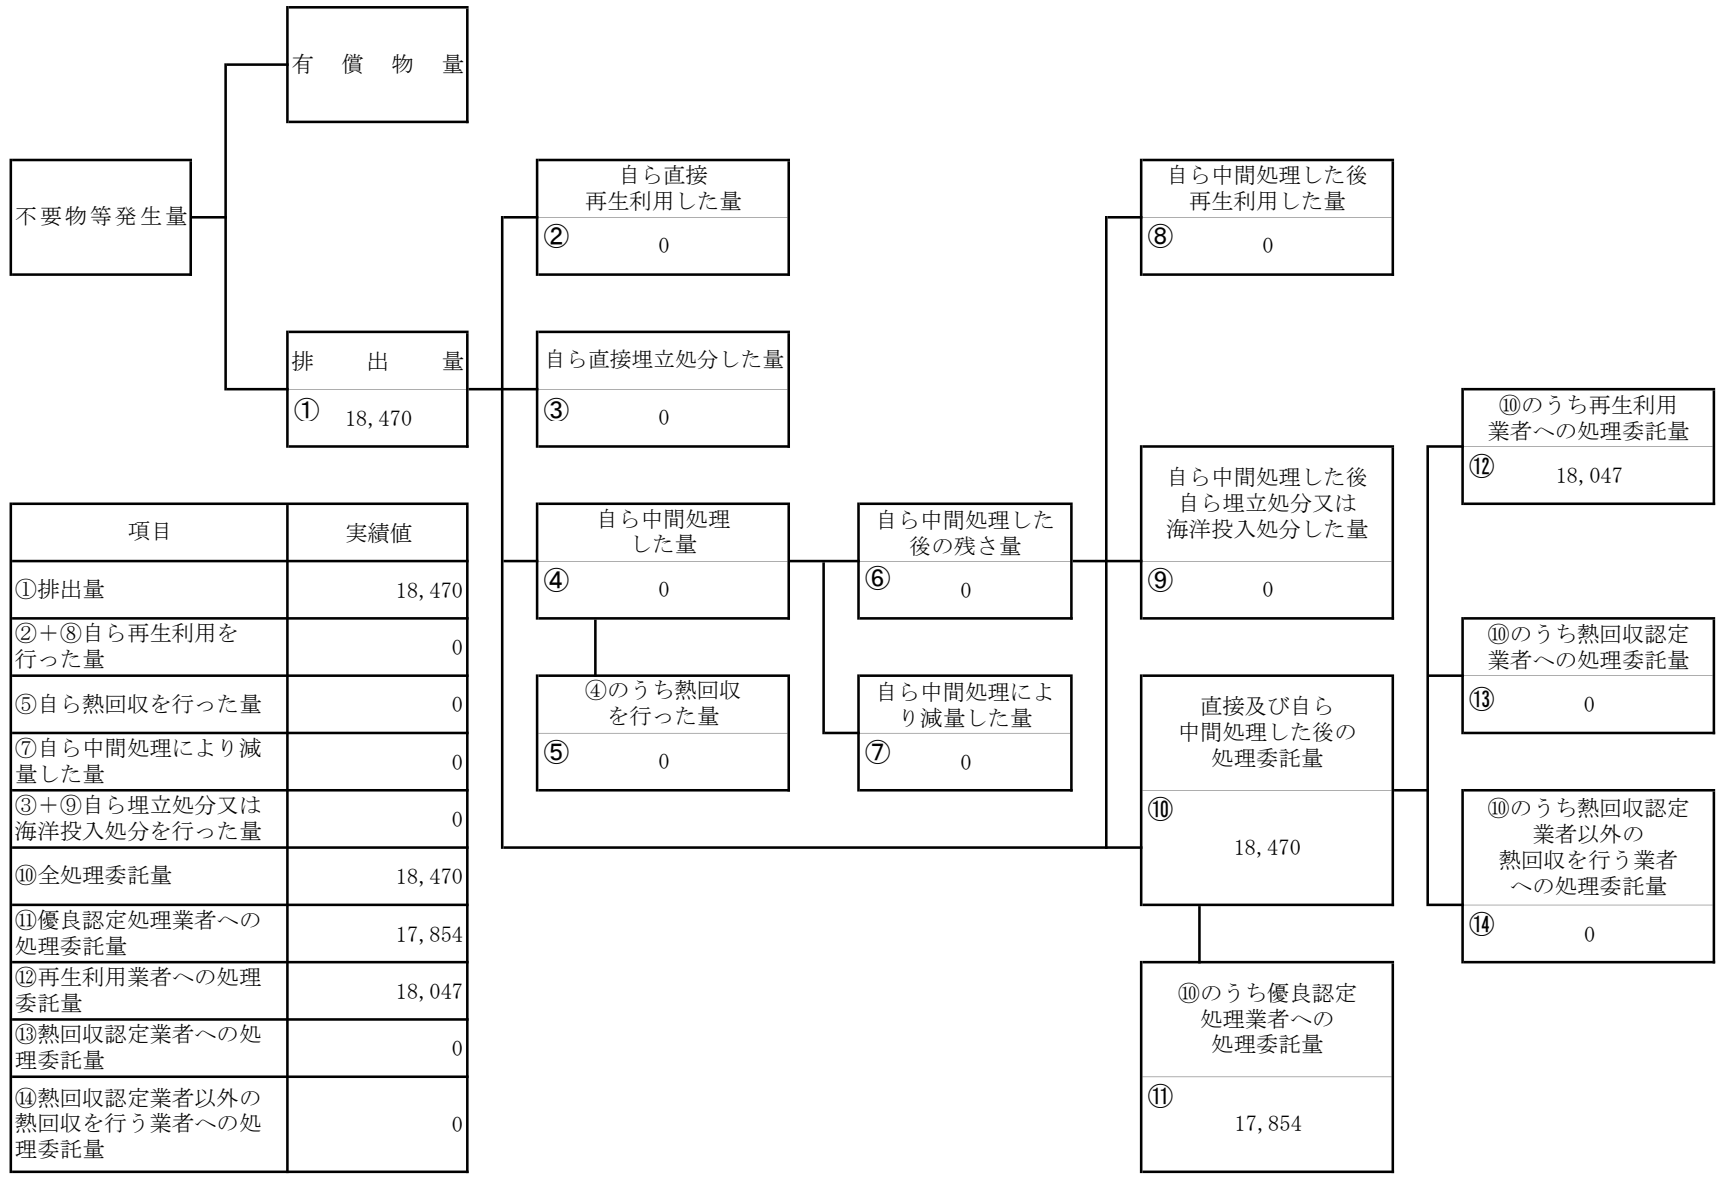 有償物量
不要物等発生量
排出量
① 18,470
自ら直接
再生利用した量
② 0
自ら直接埋立処分した量
③ 0
自ら中間処理
した量
④ 0
④のうち熱回収
を行った量
⑤ 0
自ら中間処理した
後の残さ量
⑥ 0
自ら中間処理によ
り減量した量
⑦ 0
自ら中間処理した後
再生利用した量
⑧ 0
自ら中間処理した後
自ら埋立処分又は
海洋投入処分した量
⑨ 0
直接及び自ら
中間処理した後の
処理委託量
⑩
18,470
⑩のうち優良認定
処理業者への
処理委託量
⑪
17,854
⑩のうち再生利用
業者への処理委託量
⑫ 18,047
⑩のうち熱回収認定
業者への処理委託量
⑬ 0
⑩のうち熱回収認定
業者以外の
熱回収を行う業者
への処理委託量
⑭ 0
項目 実績値
①排出量 18,470
②+⑧自ら再生利用を
行った量 0
⑤自ら熱回収を行った量 0
⑦自ら中間処理により減
量した量 0
③+⑨自ら埋立処分又は
海洋投入処分を行った量 0
⑩全処理委託量 18,470
⑪優良認定処理業者への
処理委託量 17,854
⑫再生利用業者への処理
委託量 18,047
⑬熱回収認定業者への処
理委託量 0
⑭熱回収認定業者以外の
熱回収を行う業者への処
理委託量 0